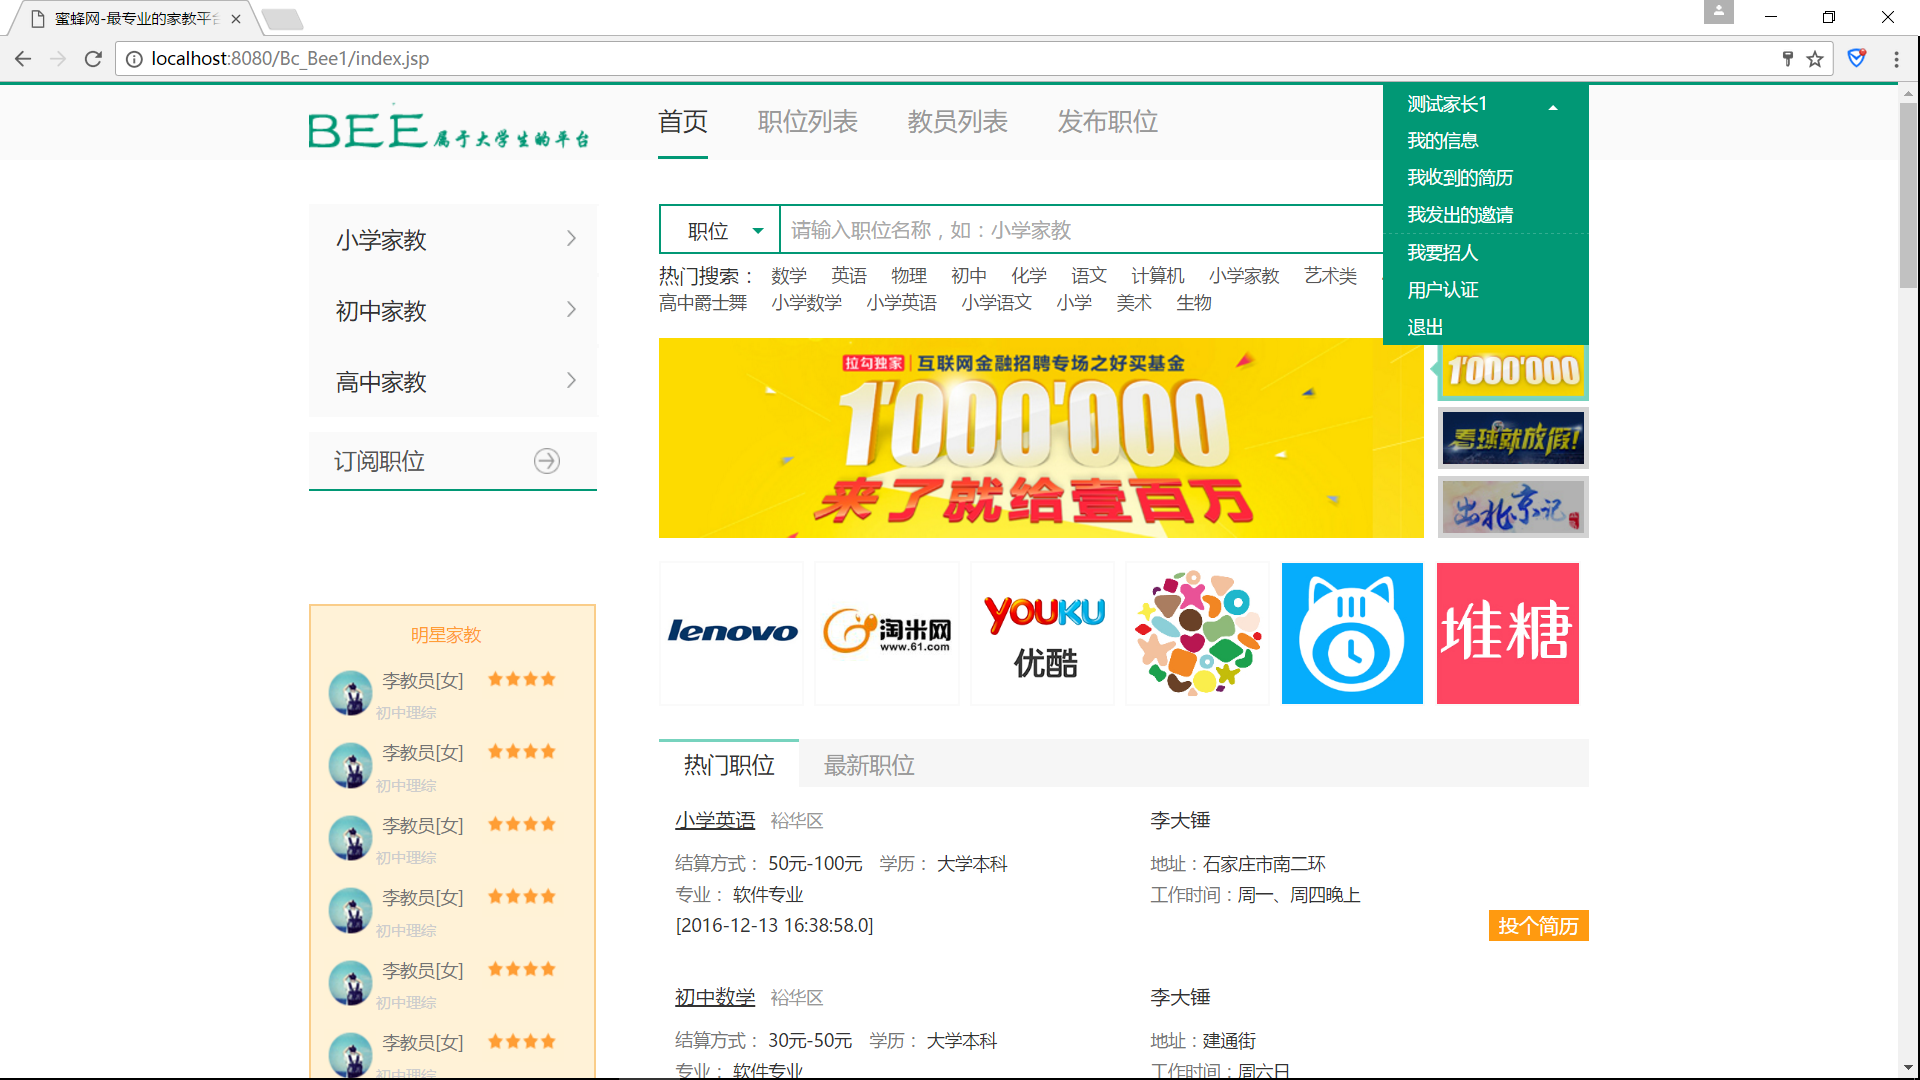 蜜蜂网-最专业的家教平台
localhost:8080/Bc_Bee1/index.jsp
BEE 属于大学生的平台
首页 职位列表 教员列表 发布职位
测试家长1
我的信息
我收到的简历
我发出的邀请
我要招人
用户认证
退出
小学家教
初中家教
高中家教
订阅职位
职位 请输入职位名称，如：小学家教
热门搜索： 数学 英语 物理 初中 化学 语文 计算机 小学家教 艺术类
高中爵士舞 小学数学 小学英语 小学语文 小学 美术 生物
拉勾独家 互联网金融招聘专场之好买基金
1'000'000
来了就给壹百万
1'000'000
看球就放假!
出北京记
lenovo
淘米网
www.61.com
YOUKU
优酷
堆糖
明星家教
李教员[女]
初中理综
李教员[女]
初中理综
李教员[女]
初中理综
李教员[女]
初中理综
李教员[女]
初中理综
李教员[女]
初中理综
热门职位 最新职位
小学英语 裕华区 李大锤
结算方式： 50元-100元 学历： 大学本科 地址：石家庄市南二环
专业： 软件专业 工作时间：周一、周四晚上
[2016-12-13 16:38:58.0]
投个简历
初中数学 裕华区 李大锤
结算方式： 30元-50元 学历： 大学本科 地址：建通街
专业： 软件专业 工作时间：周六日